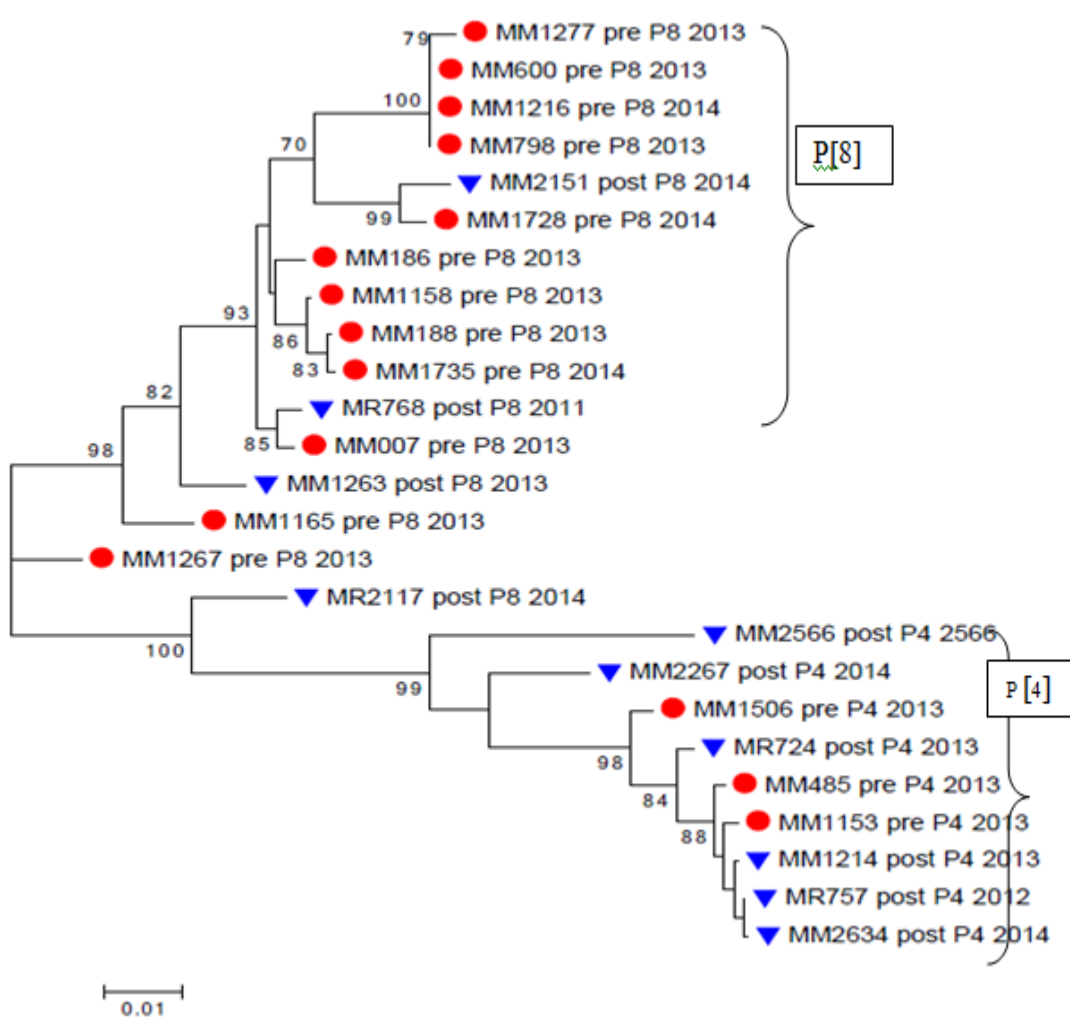 79
MM1277 pre P8 2013
MM600 pre P8 2013
100
MM1216 pre P8 2014
MM798 pre P8 2013
70
P[8]
MM2151 post P8 2014
99
MM1728 pre P8 2014
MM186 pre P8 2013
MM1158 pre P8 2013
93
86
MM188 pre P8 2013
83
MM1735 pre P8 2014
82
MR768 post P8 2011
85
MM007 pre P8 2013
98
MM1263 post P8 2013
MM1165 pre P8 2013
MM1267 pre P8 2013
MR2117 post P8 2014
100
MM2566 post P4 2566
99
MM2267 post P4 2014
P [4]
MM1506 pre P4 2013
98
MR724 post P4 2013
84
MM485 pre P4 2013
88
MM1153 pre P4 2013
MM1214 post P4 2013
MR757 post P4 2012
MM2634 post P4 2014
0.01